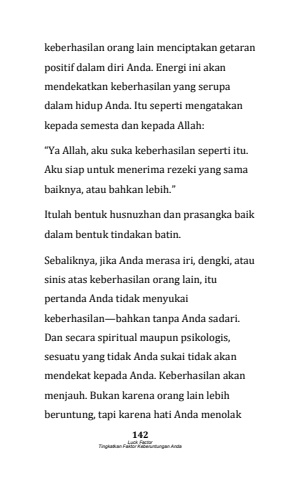 keberhasilan orang lain menciptakan getaran
positif dalam diri Anda. Energi ini akan
mendekatkan keberhasilan yang serupa
dalam hidup Anda. Itu seperti mengatakan
kepada semesta dan kepada Allah:
“Ya Allah, aku suka keberhasilan seperti itu.
Aku siap untuk menerima rezeki yang sama
baiknya, atau bahkan lebih.”
Itulah bentuk husnuzhan dan prasangka baik
dalam bentuk tindakan batin.
Sebaliknya, jika Anda merasa iri, dengki, atau
sinis atas keberhasilan orang lain, itu
pertanda Anda tidak menyukai
keberhasilan—bahkan tanpa Anda sadari.
Dan secara spiritual maupun psikologis,
sesuatu yang tidak Anda sukai tidak akan
mendekat kepada Anda. Keberhasilan akan
menjauh. Bukan karena orang lain lebih
beruntung, tapi karena hati Anda menolak
142
Luck Factor
Tingkatkan Faktor Keberuntungan Anda